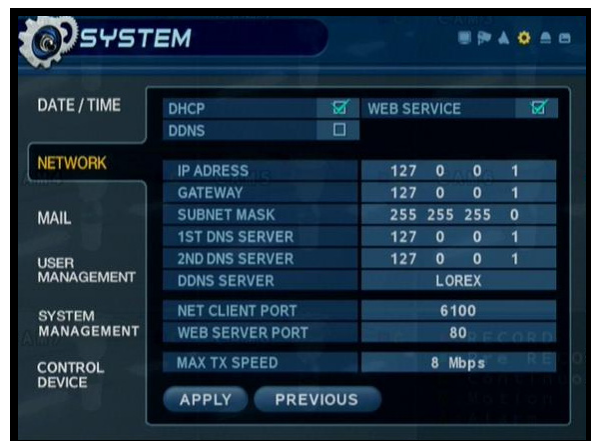 SYSTEM
DATE / TIME
NETWORK
MAIL
USER
MANAGEMENT
SYSTEM
MANAGEMENT
CONTROL
DEVICE
DHCP WEB SERVICE
DDNS
IP ADRESS 127 0 0 1
GATEWAY 127 0 0 1
SUBNET MASK 255 255 255 0
1ST DNS SERVER 127 0 0 1
2ND DNS SERVER 127 0 0 1
DDNS SERVER LOREX
NET CLIENT PORT 6100
WEB SERVER PORT 80
MAX TX SPEED 8 Mbps
APPLY PREVIOUS